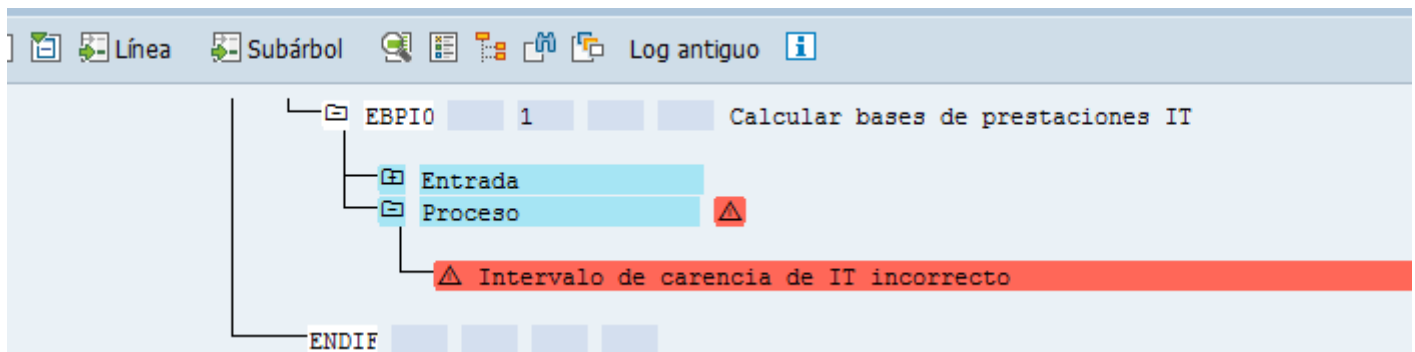 Línea Subárbol Log antiguo
EBPI0 1 Calcular bases de prestaciones IT
Entrada
Proceso
Intervalo de carencia de IT incorrecto
ENDIF